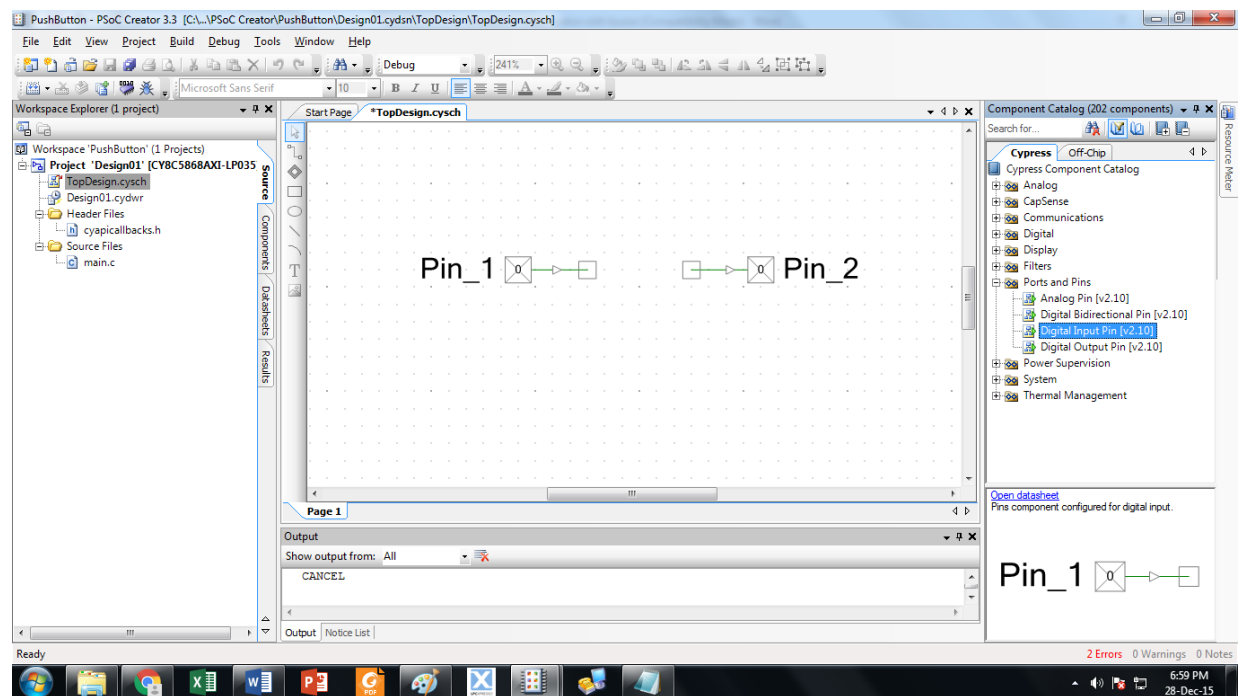 PushButton - PSoC Creator 3.3 [C:\...\PSoC Creator\PushButton\Design01.cydsn\TopDesign\TopDesign.cysch]
File Edit View Project Build Debug Tools Window Help
Debug 241%
Microsoft Sans Serif 10 B I U A
Workspace Explorer (1 project)
Workspace 'PushButton' (1 Projects)
Project 'Design01' [CY8C5868AXI-LP035
TopDesign.cysch
Design01.cydwr
Header Files
cyapicallbacks.h
Source Files
main.c
Source
Components
Datasheets
Results
Start Page *TopDesign.cysch
T
Pin_1 0
0 Pin_2
Page 1
Output
Show output from: All
CANCEL
Output Notice List
Component Catalog (202 components)
Search for...
Cypress Off-Chip
Cypress Component Catalog
Analog
CapSense
Communications
Digital
Display
Filters
Ports and Pins
Analog Pin [v2.10]
Digital Bidirectional Pin [v2.10]
Digital Input Pin [v2.10]
Digital Output Pin [v2.10]
Power Supervision
System
Thermal Management
Open datasheet
Pins component configured for digital input.
Pin_1 0
Resource Meter
Ready
2 Errors 0 Warnings 0 Notes
6:59 PM
28-Dec-15